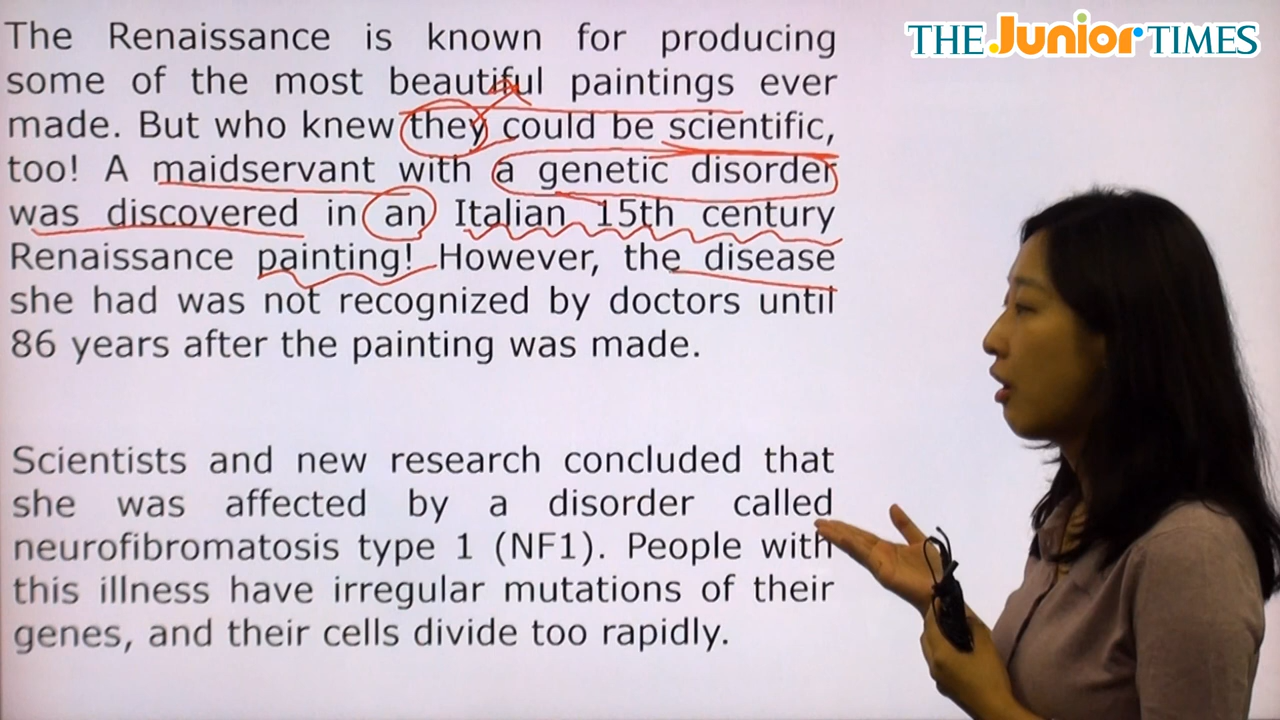 THE Junior TIMES
The Renaissance is known for producing
some of the most beautiful paintings ever
made. But who knew they could be scientific,
too! A maidservant with a genetic disorder
was discovered in an Italian 15th century
Renaissance painting! However, the disease
she had was not recognized by doctors until
86 years after the painting was made.
Scientists and new research concluded that
she was affected by a disorder called
neurofibromatosis type 1 (NF1). People with
this illness have irregular mutations of their
genes, and their cells divide too rapidly.